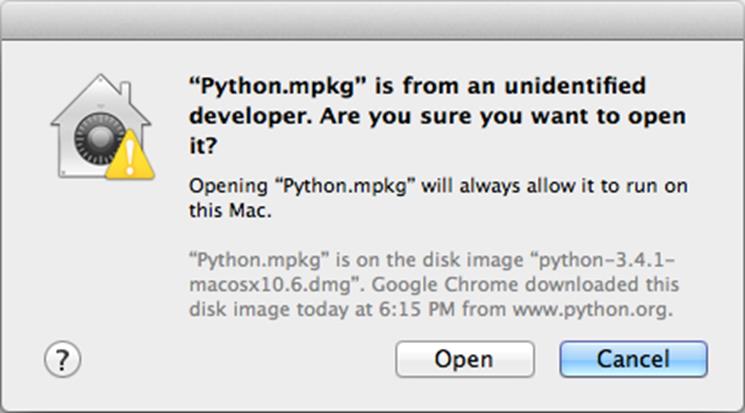 “Python.mpkg” is from an unidentified
developer. Are you sure you want to open
it?
Opening “Python.mpkg” will always allow it to run on
this Mac.
“Python.mpkg” is on the disk image “python-3.4.1-
macosx10.6.dmg”. Google Chrome downloaded this
disk image today at 6:15 PM from www.python.org.
? Open Cancel